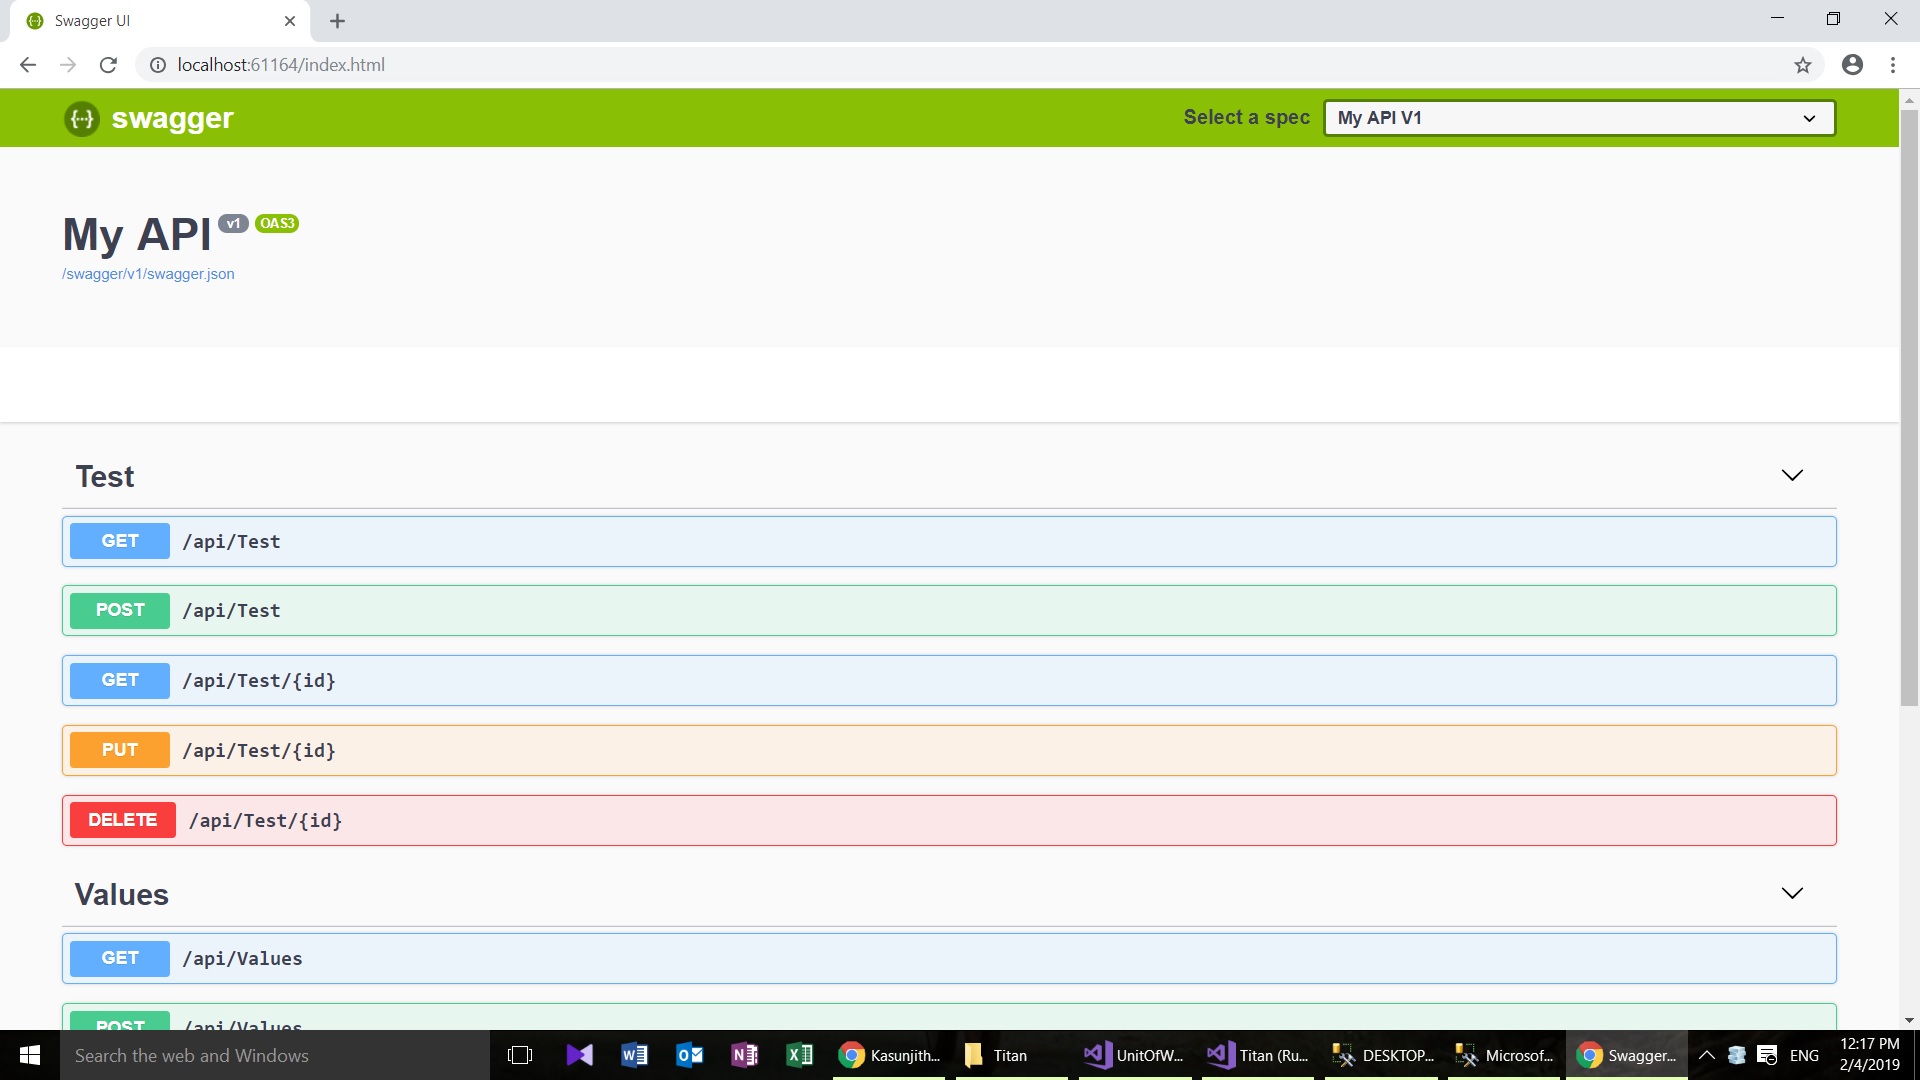 Swagger UI
localhost:61164/index.html
{···} swagger
Select a spec
My API V1
My API v1 OAS3
/swagger/v1/swagger.json
Test
GET /api/Test
POST /api/Test
GET /api/Test/{id}
PUT /api/Test/{id}
DELETE /api/Test/{id}
Values
GET /api/Values
POST /api/Values
Search the web and Windows
Kasunjith...
Titan
UnitOfW...
Titan (Ru...
DESKTOP...
Microsof...
Swagger...
ENG
12:17 PM
2/4/2019